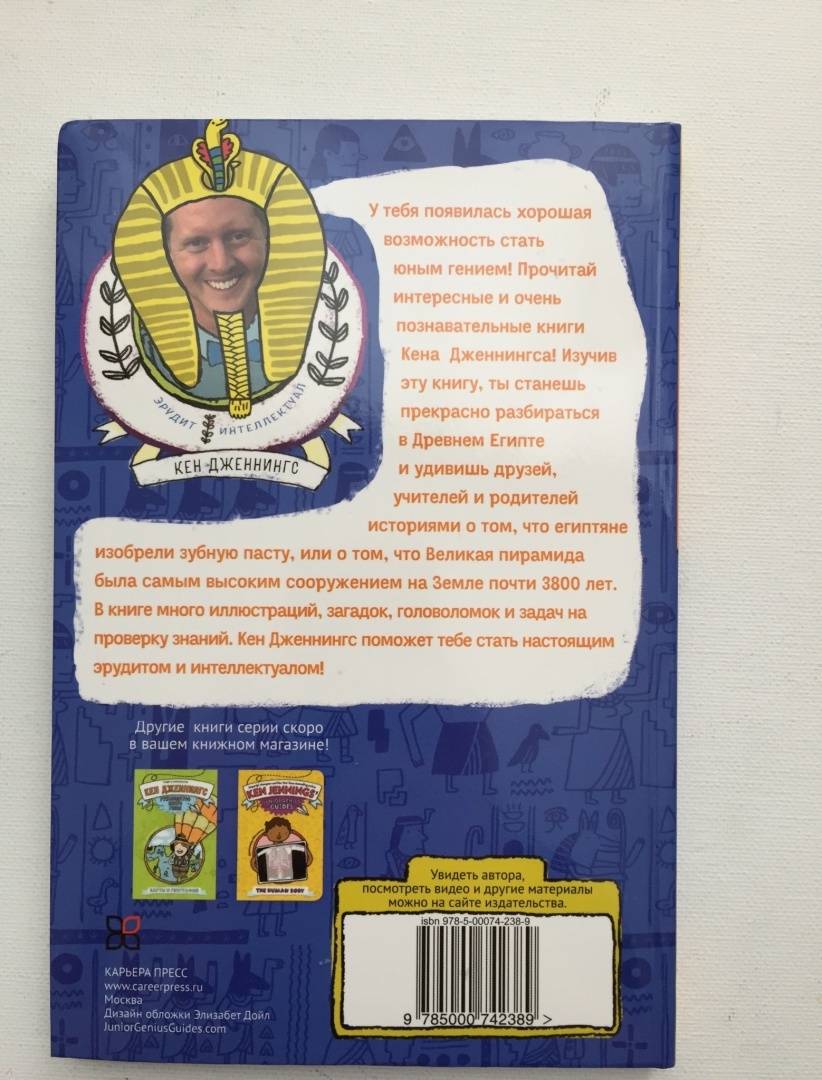 У тебя появилась хорошая
возможность стать
юным гением! Прочитай
интересные и очень
познавательные книги
Кена Дженнингса! Изучив
эту книгу, ты станешь
прекрасно разбираться
в Древнем Египте
и удивишь друзей,
учителей и родителей
историями о том, что египтяне
изобрели зубную пасту, или о том, что Великая пирамида
была самым высоким сооружением на Земле почти 3800 лет.
В книге много иллюстраций, загадок, головоломок и задач на
проверку знаний. Кен Дженнингс поможет тебе стать настоящим
эрудитом и интеллектуалом!
ЭРУДИТ ИНТЕЛЛЕКТУАЛ
КЕН ДЖЕННИНГС
Другие книги серии скоро
в вашем книжном магазине!
КЕН ДЖЕННИНГС
КАРТЫ И ГЕОГРАФИЯ
KEN JENNINGS'
JUNIOR GENIUS
GUIDES
THE HUMAN BODY
Увидеть автора,
посмотреть видео и другие материалы
можно на сайте издательства.
isbn 978-5-00074-238-9
9 785000 742389 >
КАРЬЕРА ПРЕСС
www.careerpress.ru
Москва
Дизайн обложки Элизабет Дойл
JuniorGeniusGuides.com